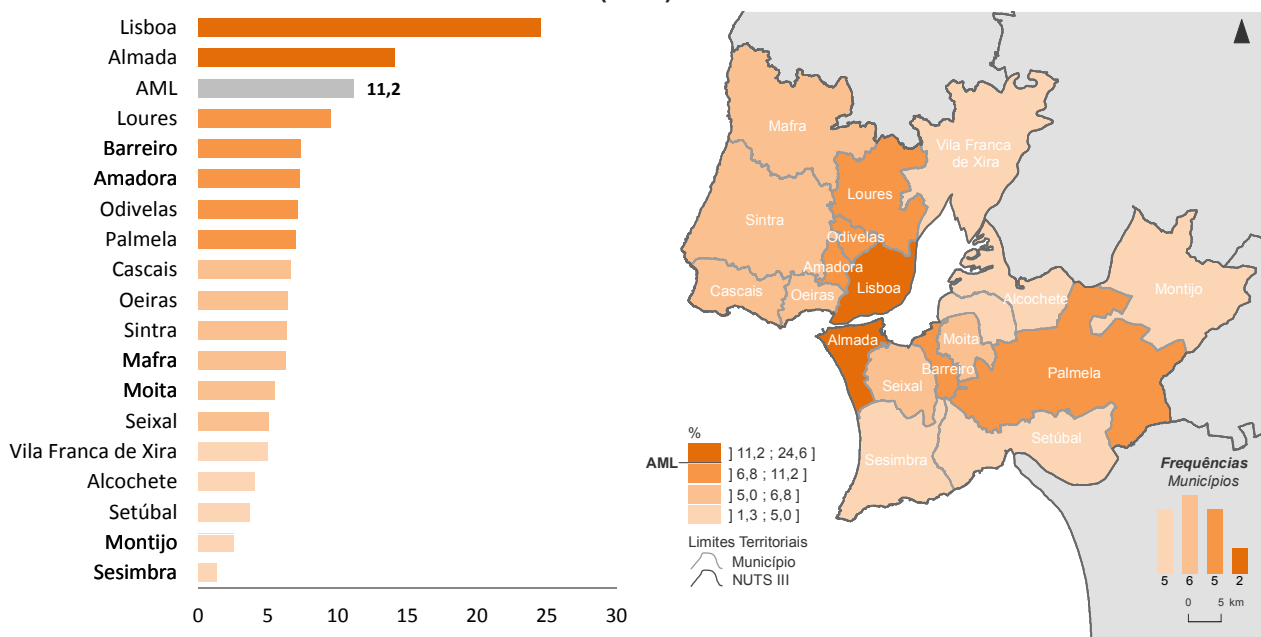 Lisboa
Almada
AML
11,2
Loures
Barreiro
Amadora
Odivelas
Palmela
Cascais
Oeiras
Sintra
Mafra
Moita
Seixal
Vila Franca de Xira
Alcochete
Setúbal
Montijo
Sesimbra
0 5 10 15 20 25 30
Mafra
Vila Franca
de Xira
Loures
Sintra
Odivelas
Amadora
Cascais
Oeiras
Lisboa
Alcochete
Montijo
Almada
Moita
Barreiro
Seixal
Palmela
Setúbal
Sesimbra
%
] 11,2 ; 24,6 ]
AML
] 6,8 ; 11,2 ]
] 5,0 ; 6,8 ]
] 1,3 ; 5,0 ]
Limites Territoriais
Município
NUTS III
Frequências
Municípios
5 6 5 2
0 5 km